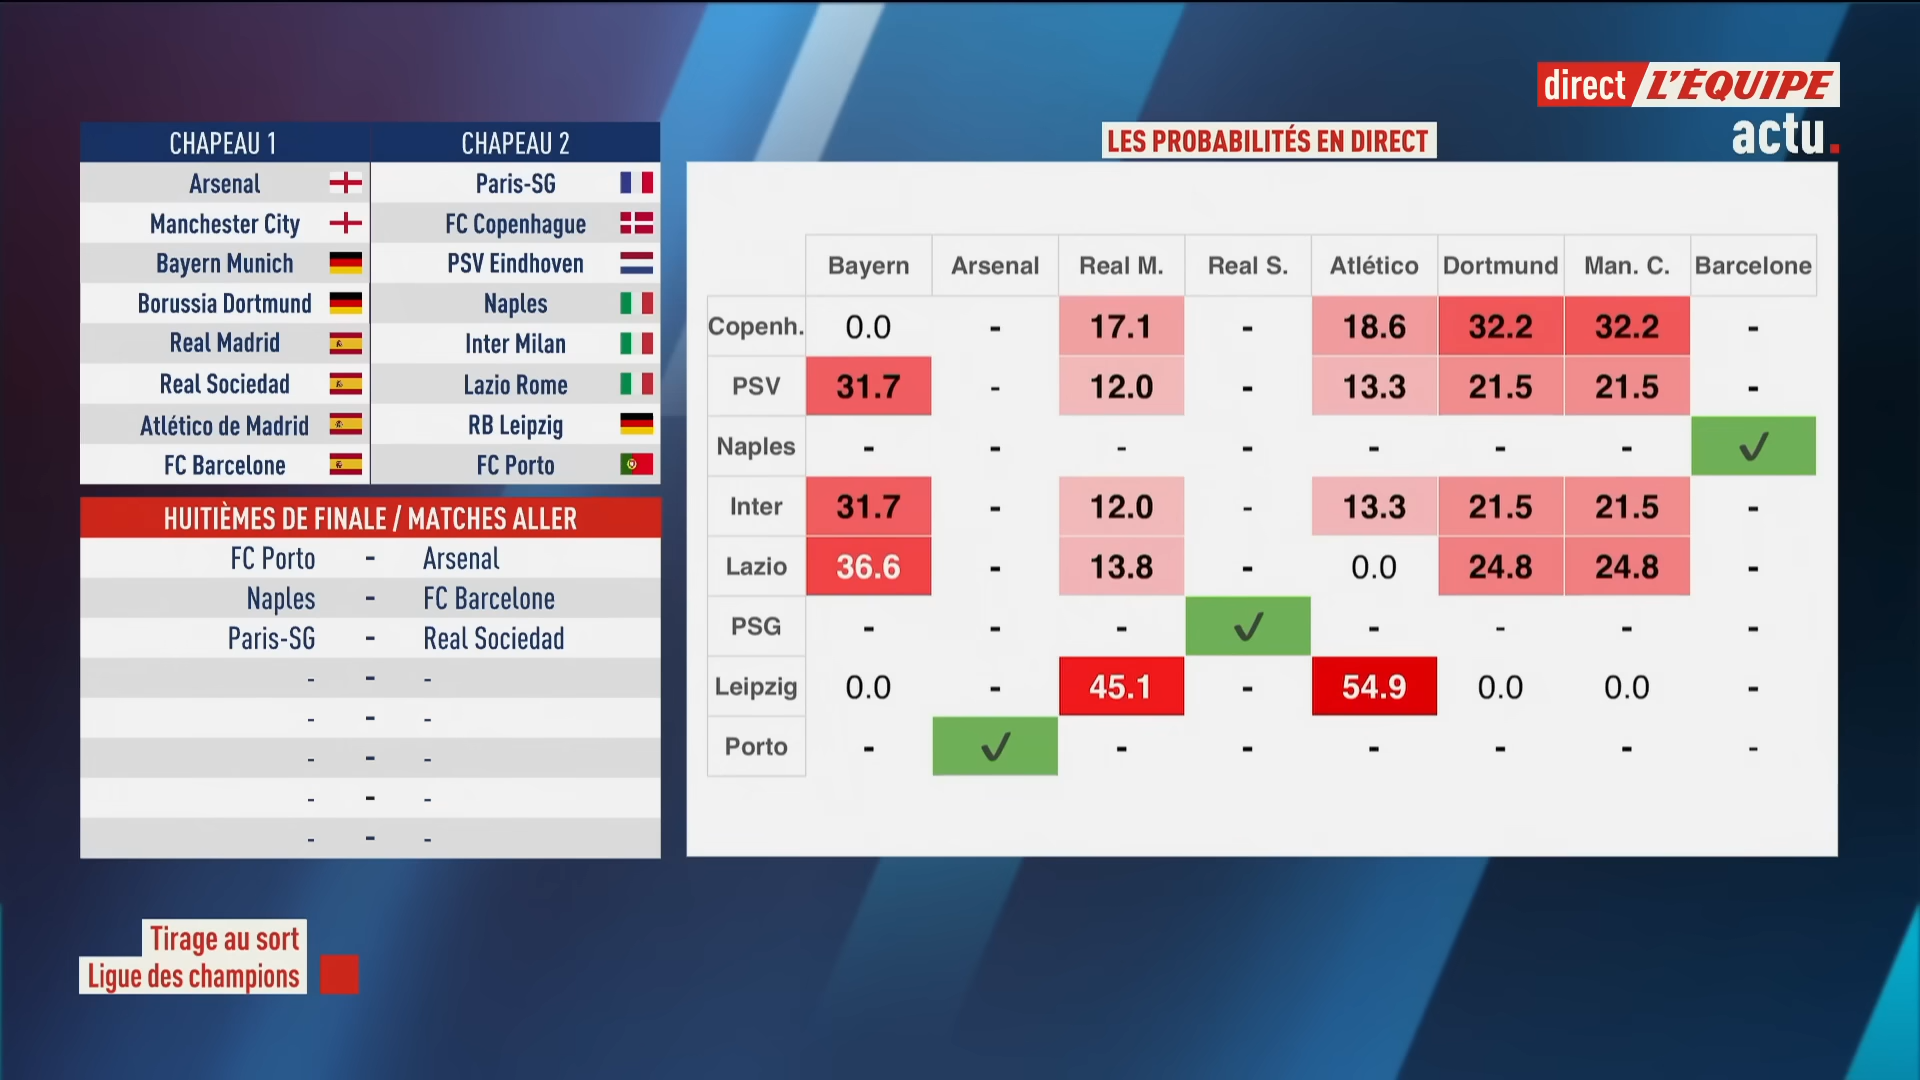 direct L'ÉQUIPE
actu.
CHAPEAU 1 CHAPEAU 2
Arsenal Paris-SG
Manchester City FC Copenhague
Bayern Munich PSV Eindhoven
Borussia Dortmund Naples
Real Madrid Inter Milan
Real Sociedad Lazio Rome
Atlético de Madrid RB Leipzig
FC Barcelone FC Porto
HUITIÈMES DE FINALE / MATCHES ALLER
FC Porto - Arsenal
Naples - FC Barcelone
Paris-SG - Real Sociedad
- - -
- - -
- - -
- - -
- - -
LES PROBABILITÉS EN DIRECT
Bayern Arsenal Real M. Real S. Atlético Dortmund Man. C. Barcelone
Copenh. 0.0 - 17.1 - 18.6 32.2 32.2 -
PSV 31.7 - 12.0 - 13.3 21.5 21.5 -
Naples - - - - - - - ✓
Inter 31.7 - 12.0 - 13.3 21.5 21.5 -
Lazio 36.6 - 13.8 - 0.0 24.8 24.8 -
PSG - - - ✓ - - - -
Leipzig 0.0 - 45.1 - 54.9 0.0 0.0 -
Porto - ✓ - - - - - -
Tirage au sort
Ligue des champions